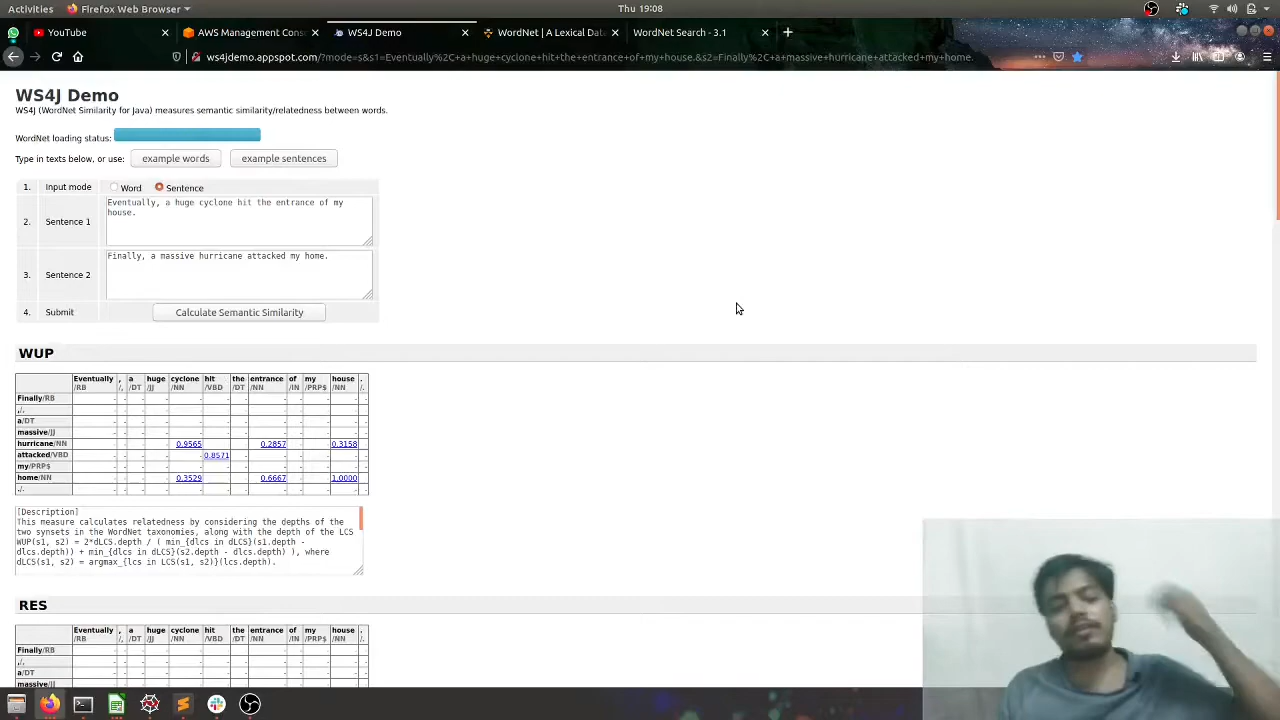 Activities Firefox Web Browser Thu 19:08
YouTube AWS Management Cons WS4J Demo WordNet | A Lexical Datal WordNet Search - 3.1
ws4jdemo.appspot.com/?mode=s&s1=Eventually%2C+a+huge+cyclone+hit+the+entrance+of+my+house.&s2=Finally%2C+a+massive+hurricane+attacked+my+home.
WS4J Demo
WS4J (WordNet Similarity for Java) measures semantic similarity/relatedness between words.
WordNet loading status:
Type in texts below, or use: example words example sentences
1. Input mode Word Sentence
2. Sentence 1 Eventually, a huge cyclone hit the entrance of my
house.
3. Sentence 2 Finally, a massive hurricane attacked my home.
4. Submit Calculate Semantic Similarity
WUP
Eventually , a huge cyclone hit the entrance of my house .
/RB /, /DT /JJ /NN /VBD /DT /NN /IN /PRP$ /NN /.
Finally/RB - - - - - - - - - - - -
,/, - - - - - - - - - - - -
a/DT - - - - - - - - - - - -
massive/JJ - - - - - - - - - - - -
hurricane/NN - - - - 0.9565 - - 0.2857 - - 0.3158 -
attacked/VBD - - - - - 0.8571 - - - - - -
my/PRP$ - - - - - - - - - - - -
home/NN - - - - 0.3529 - - 0.6667 - - 1.0000 -
./. - - - - - - - - - - - -
[Description]
This measure calculates relatedness by considering the depths of the
two synsets in the WordNet taxonomies, along with the depth of the LCS
WUP(s1, s2) = 2*dLCS.depth / ( min_{dlcs in dLCS}(s1.depth -
dlcs.depth)) + min_{dlcs in dLCS}(s2.depth - dlcs.depth) ), where
dLCS(s1, s2) = argmax_{lcs in LCS(s1, s2)}(lcs.depth).
RES
Eventually , a huge cyclone hit the entrance of my house .
/RB /, /DT /JJ /NN /VBD /DT /NN /IN /PRP$ /NN /.
Finally/RB - - - - - - - - - - - -
,/, - - - - - - - - - - - -
a/DT - - - - - - - - - - - -
massive/JJ - - - - - - - - - - - -